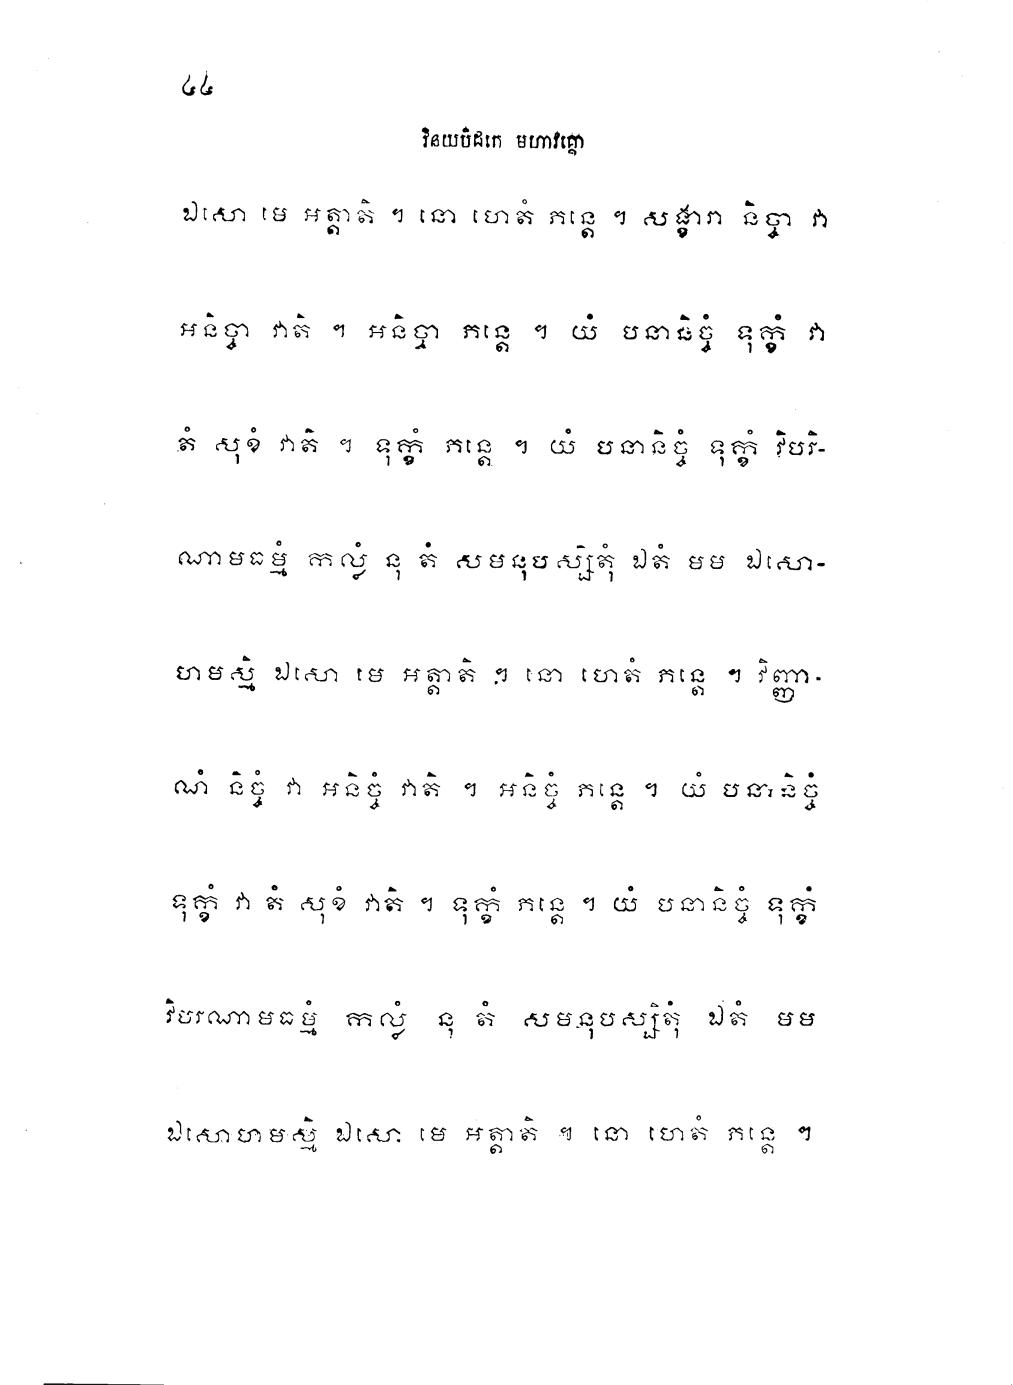 ៤៤
វិនយបិដកេ មហាវគ្គោ
ឯសោ មេ អត្តាតិ ។ នោ ហេតំ ភន្តេ ។ សង្ខារា និច្ចា វា
អនិច្ចា វាតិ ។ អនិច្ចា ភន្តេ ។ យំ បនានិច្ចំ ទុក្ខំ វា
តំ សុខំ វាតិ ។ ទុក្ខំ ភន្តេ ។ យំ បនានិច្ចំ ទុក្ខំ វិបរិ-
ណាមធម្មំ កល្លំ នុ តំ សមនុបស្សិតុំ ឯតំ មម ឯសោ-
ហមស្មិ ឯសោ មេ អត្តាតិ ។ នោ ហេតំ ភន្តេ ។ វិញ្ញា-
ណំ និច្ចំ វា អនិច្ចំ វាតិ ។ អនិច្ចំ ភន្តេ ។ យំ បនានិច្ចំ
ទុក្ខំ វា តំ សុខំ វាតិ ។ ទុក្ខំ ភន្តេ ។ យំ បនានិច្ចំ ទុក្ខំ
វិបរណាមធម្មំ កល្លំ នុ តំ សមនុបស្សិតុំ ឯតំ មម
ឯសោហមស្មិ ឯសោ មេ អត្តាតិ ។ នោ ហេតំ ភន្តេ ។